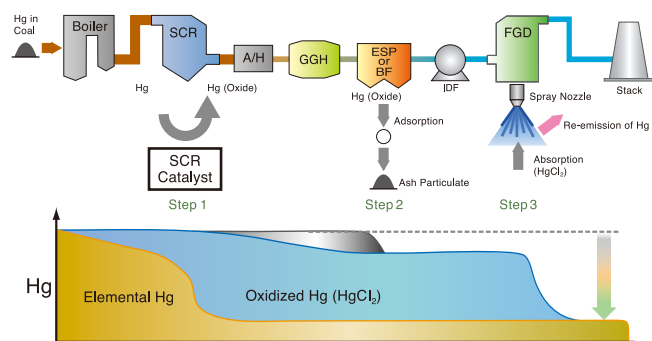 Hg in
Coal
Boiler
SCR
A/H
GGH
ESP
or
BF
IDF
FGD
Stack
Hg
Hg (Oxide)
Hg (Oxide)
Spray Nozzle
Adsorption
Re-emission of Hg
SCR
Catalyst
Absorption
(HgCl₂)
Ash Particulate
Step 1
Step 2
Step 3
Hg
Elemental Hg
Oxidized Hg (HgCl₂)